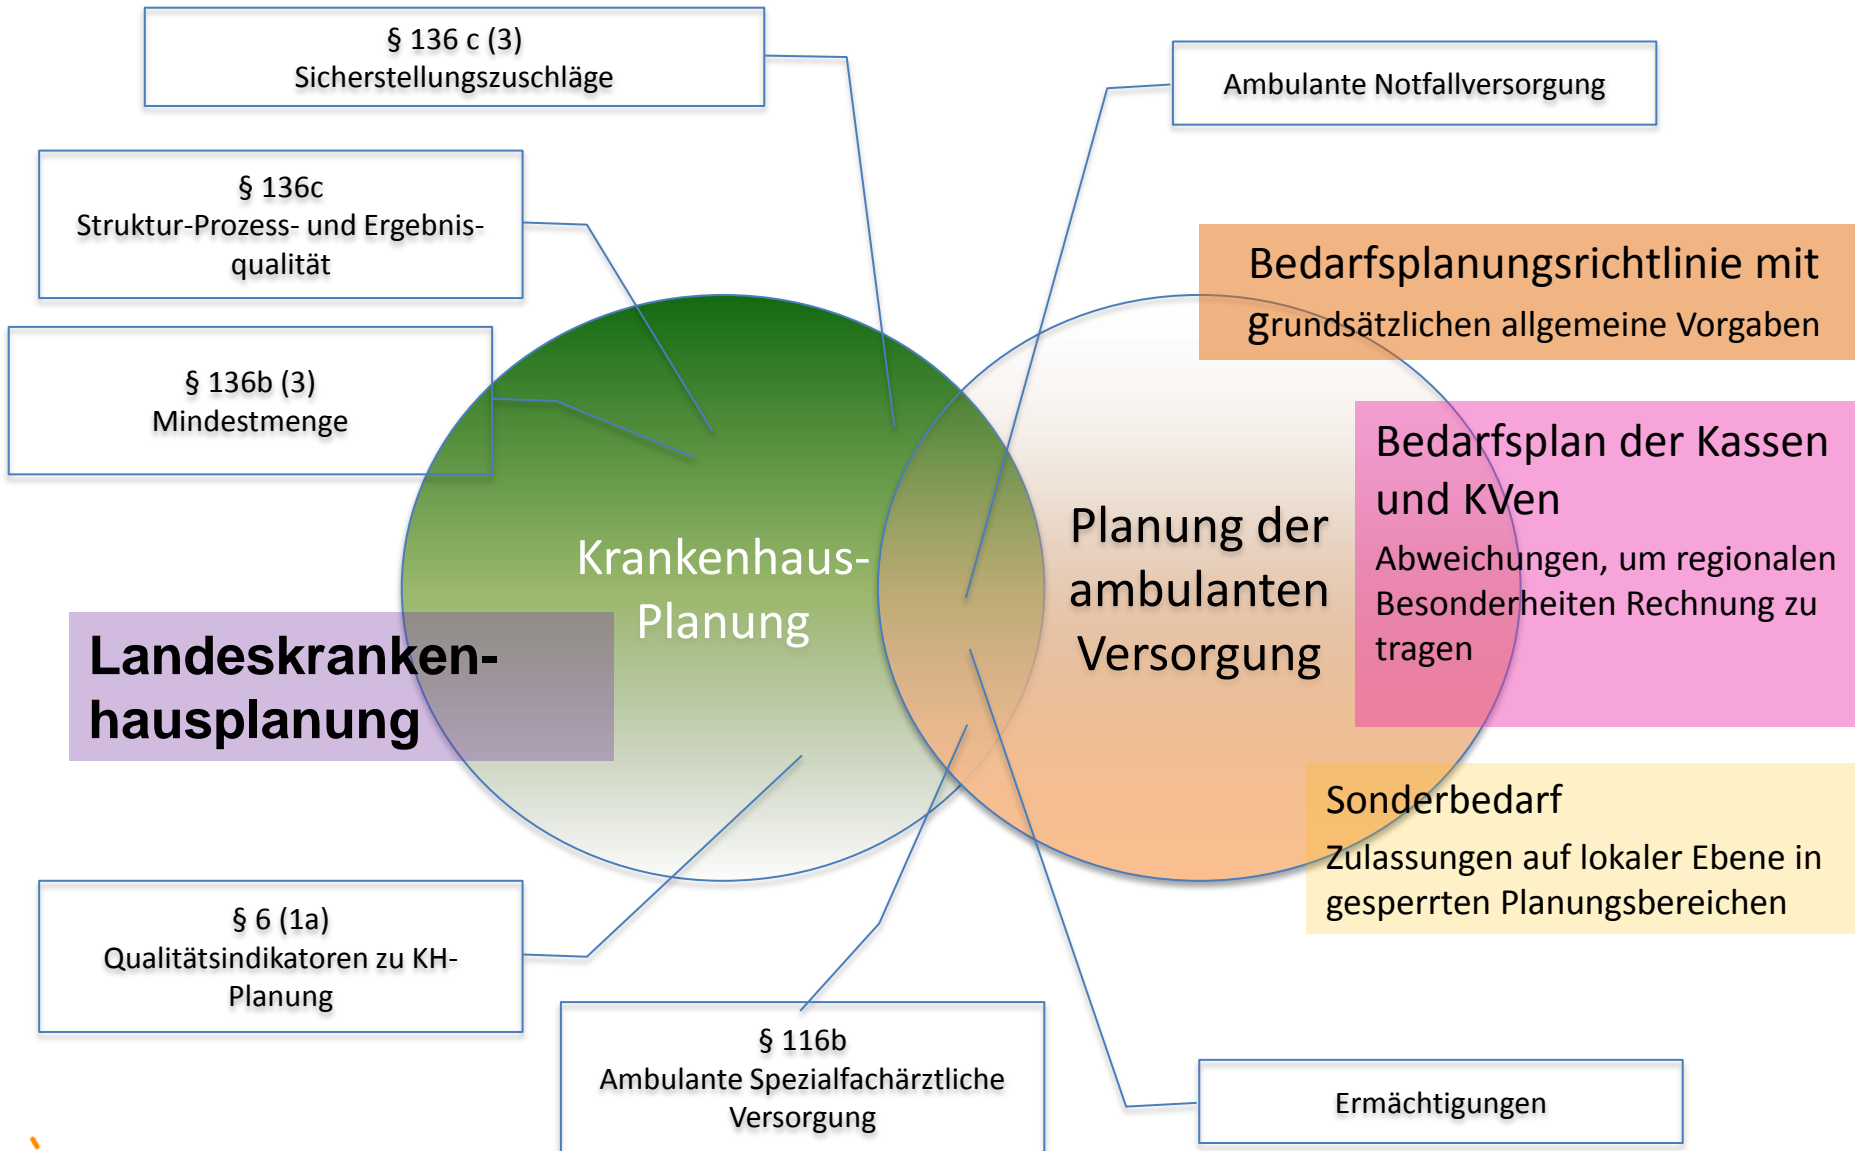 § 136 c (3)
Sicherstellungszuschläge
Ambulante Notfallversorgung
§ 136c
Struktur-Prozess- und Ergebnis-
qualität
Bedarfsplanungsrichtlinie mit
grundsätzlichen allgemeine Vorgaben
§ 136b (3)
Mindestmenge
Bedarfsplan der Kassen
und KVen
Abweichungen, um regionalen
Besonderheiten Rechnung zu
tragen
Krankenhaus-
Planung
Planung der
ambulanten
Versorgung
Landeskranken-
hausplanung
Sonderbedarf
Zulassungen auf lokaler Ebene in
gesperrten Planungsbereichen
§ 6 (1a)
Qualitätsindikatoren zu KH-
Planung
§ 116b
Ambulante Spezialfachärztliche
Versorgung
Ermächtigungen